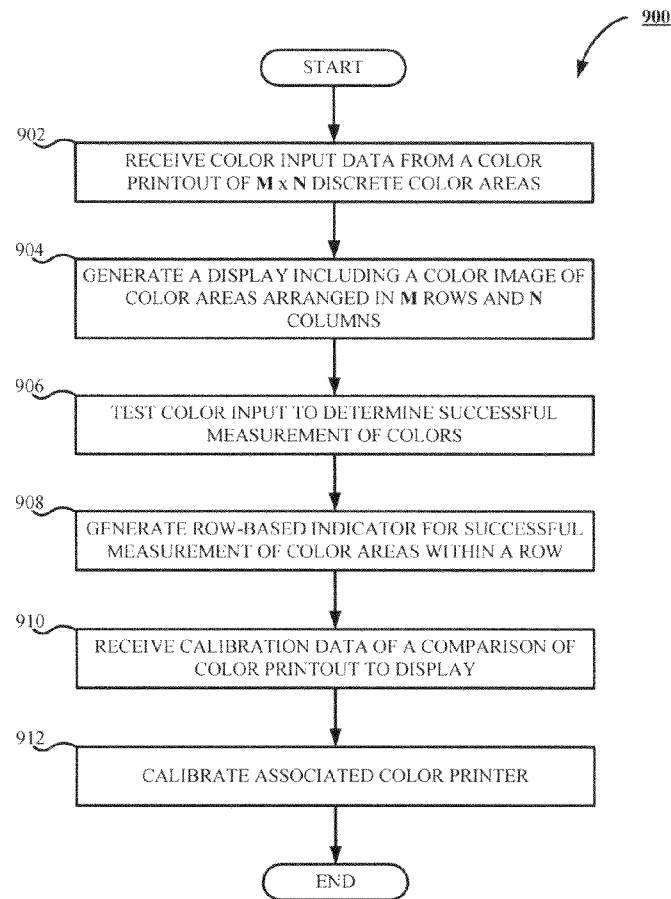 900
START
902
RECEIVE COLOR INPUT DATA FROM A COLOR
PRINTOUT OF M x N DISCRETE COLOR AREAS
904
GENERATE A DISPLAY INCLUDING A COLOR IMAGE OF
COLOR AREAS ARRANGED IN M ROWS AND N
COLUMNS
906
TEST COLOR INPUT TO DETERMINE SUCCESSFUL
MEASUREMENT OF COLORS
908
GENERATE ROW-BASED INDICATOR FOR SUCCESSFUL
MEASUREMENT OF COLOR AREAS WITHIN A ROW
910
RECEIVE CALIBRATION DATA OF A COMPARISON OF
COLOR PRINTOUT TO DISPLAY
912
CALIBRATE ASSOCIATED COLOR PRINTER
END